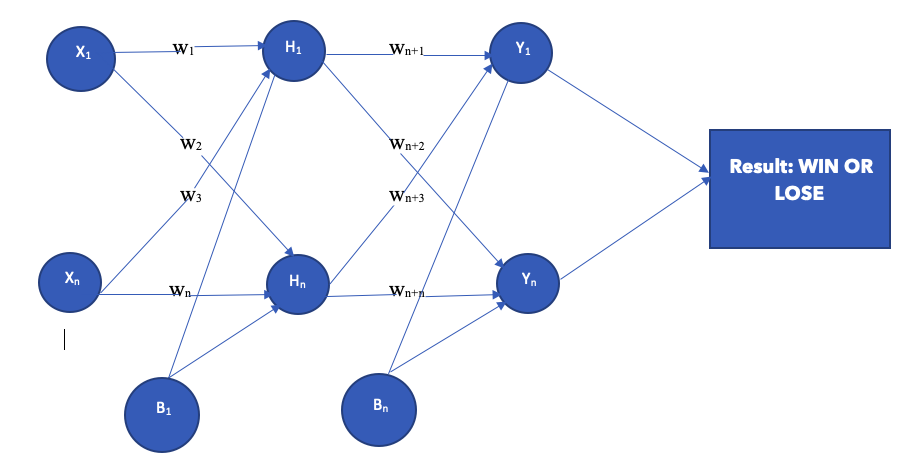 X1
W1
H1
Wn+1
Y1
W2
Wn+2
Result: WIN OR
LOSE
W3
Wn+3
Xn
Wn
Hn
Wn+n
Yn
B1
Bn